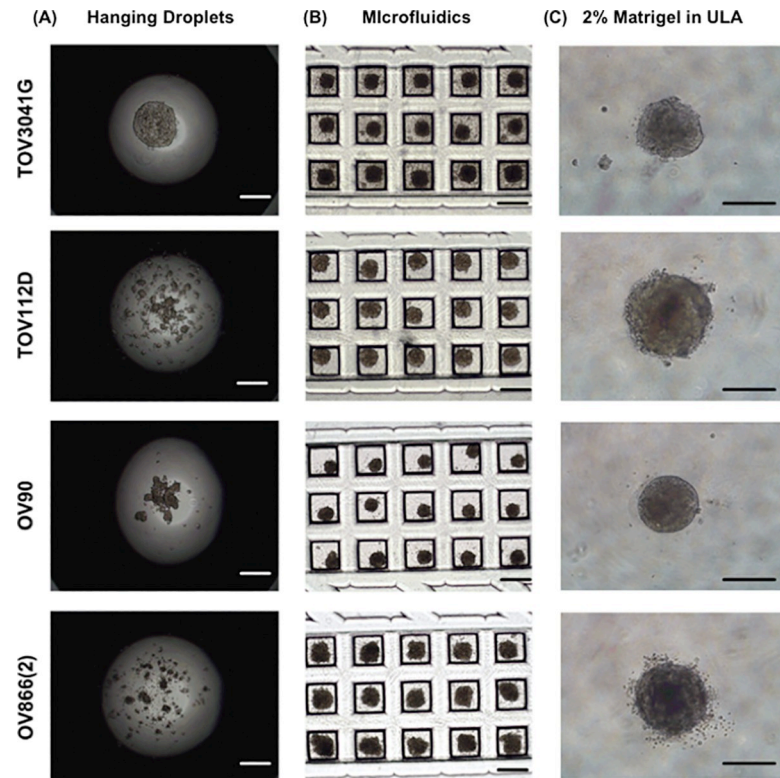 (A) Hanging Droplets (B) MIcrofluidics (C) 2% Matrigel in ULA
TOV3041G
TOV112D
OV90
OV866(2)